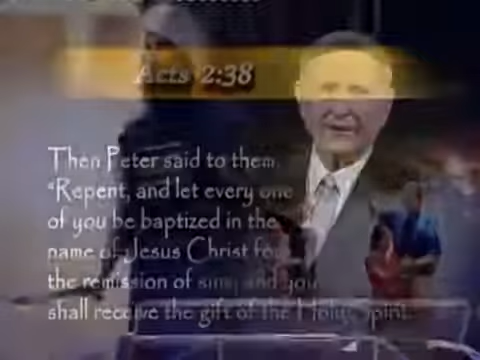 Acts 2:38
Then Peter said to them,
"Repent, and let every one
of you be baptized in the
name of Jesus Christ for
the remission of sins; and you
shall receive the gift of the Holy Spirit.